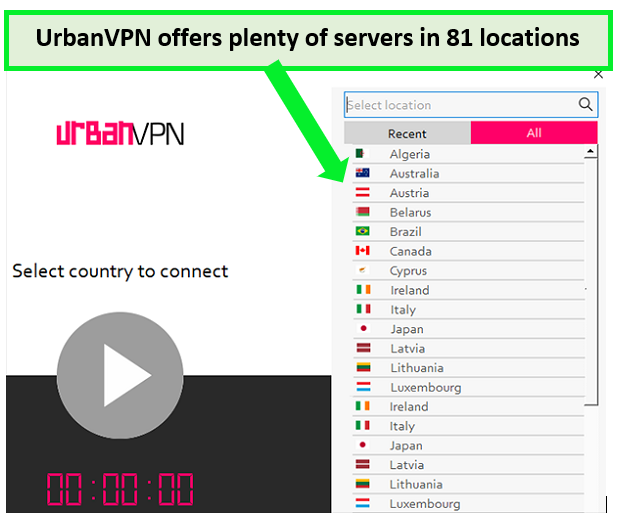 UrbanVPN offers plenty of servers in 81 locations
urbanVPN
Select country to connect
00:00:00
Select location
Recent
All
Algeria
Australia
Austria
Belarus
Brazil
Canada
Cyprus
Ireland
Italy
Japan
Latvia
Lithuania
Luxembourg
Ireland
Italy
Japan
Latvia
Lithuania
Luxembourg